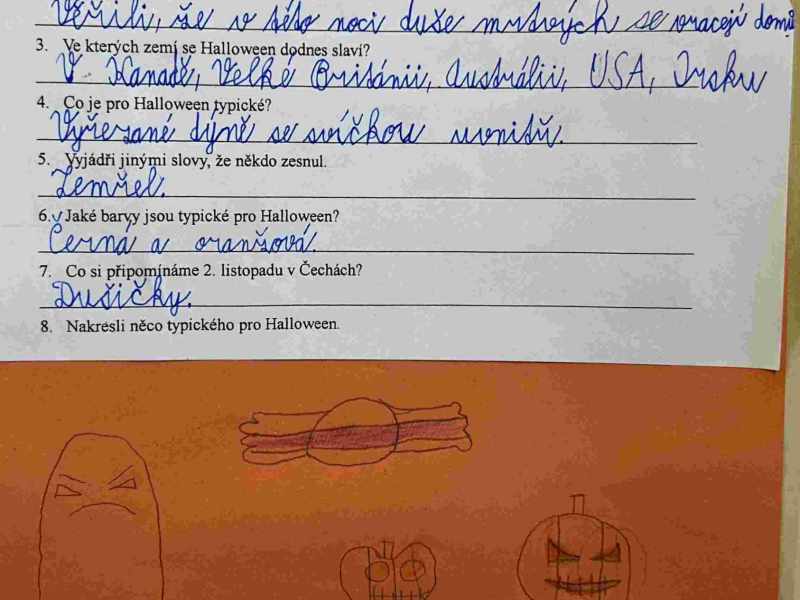 Věřili, že v této noci duše mrtvých se vracejí domů
3. Ve kterých zemí se Halloween dodnes slaví?
V Kanadě, Velké Británii, Austrálii, USA, Irsku
4. Co je pro Halloween typické?
Vyřezané dýně se svíčkou uvnitř.
5. Vyjádři jinými slovy, že někdo zesnul.
Zemřel.
6. Jaké barvy jsou typické pro Halloween?
Černá a oranžová.
7. Co si připomínáme 2. listopadu v Čechách?
Dušičky.
8. Nakresli něco typického pro Halloween.